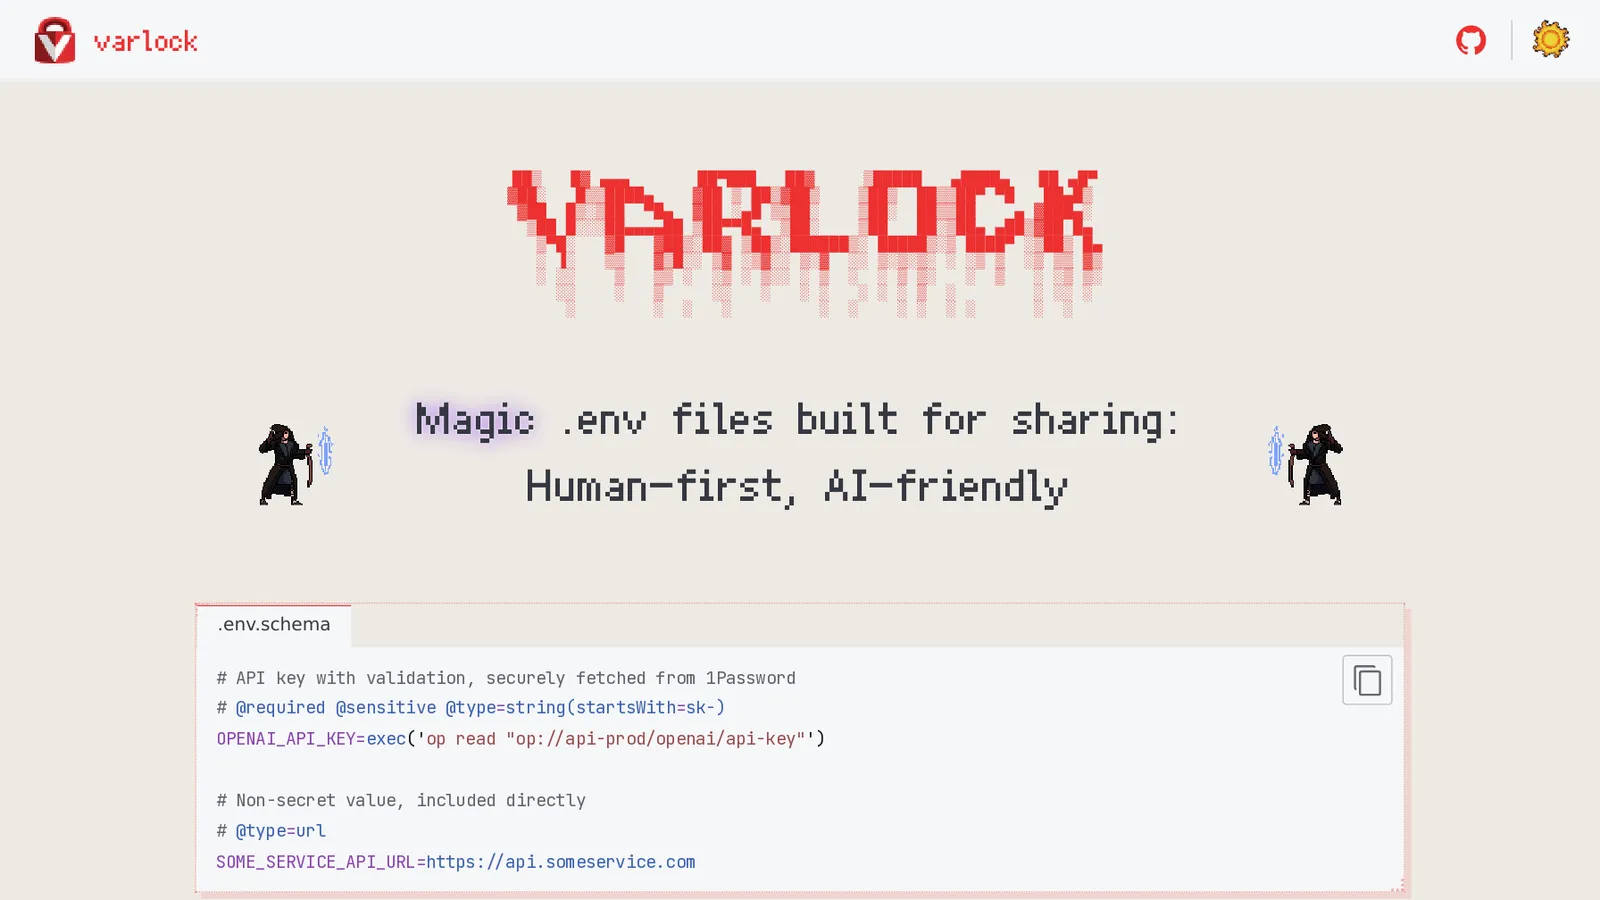 varlock
VARLOCK
Magic .env files built for sharing:
Human-first, AI-friendly
.env.schema
# API key with validation, securely fetched from 1Password
# @required @sensitive @type=string(startsWith=sk-)
OPENAI_API_KEY=exec('op read "op://api-prod/openai/api-key"')
# Non-secret value, included directly
# @type=url
SOME_SERVICE_API_URL=https://api.someservice.com